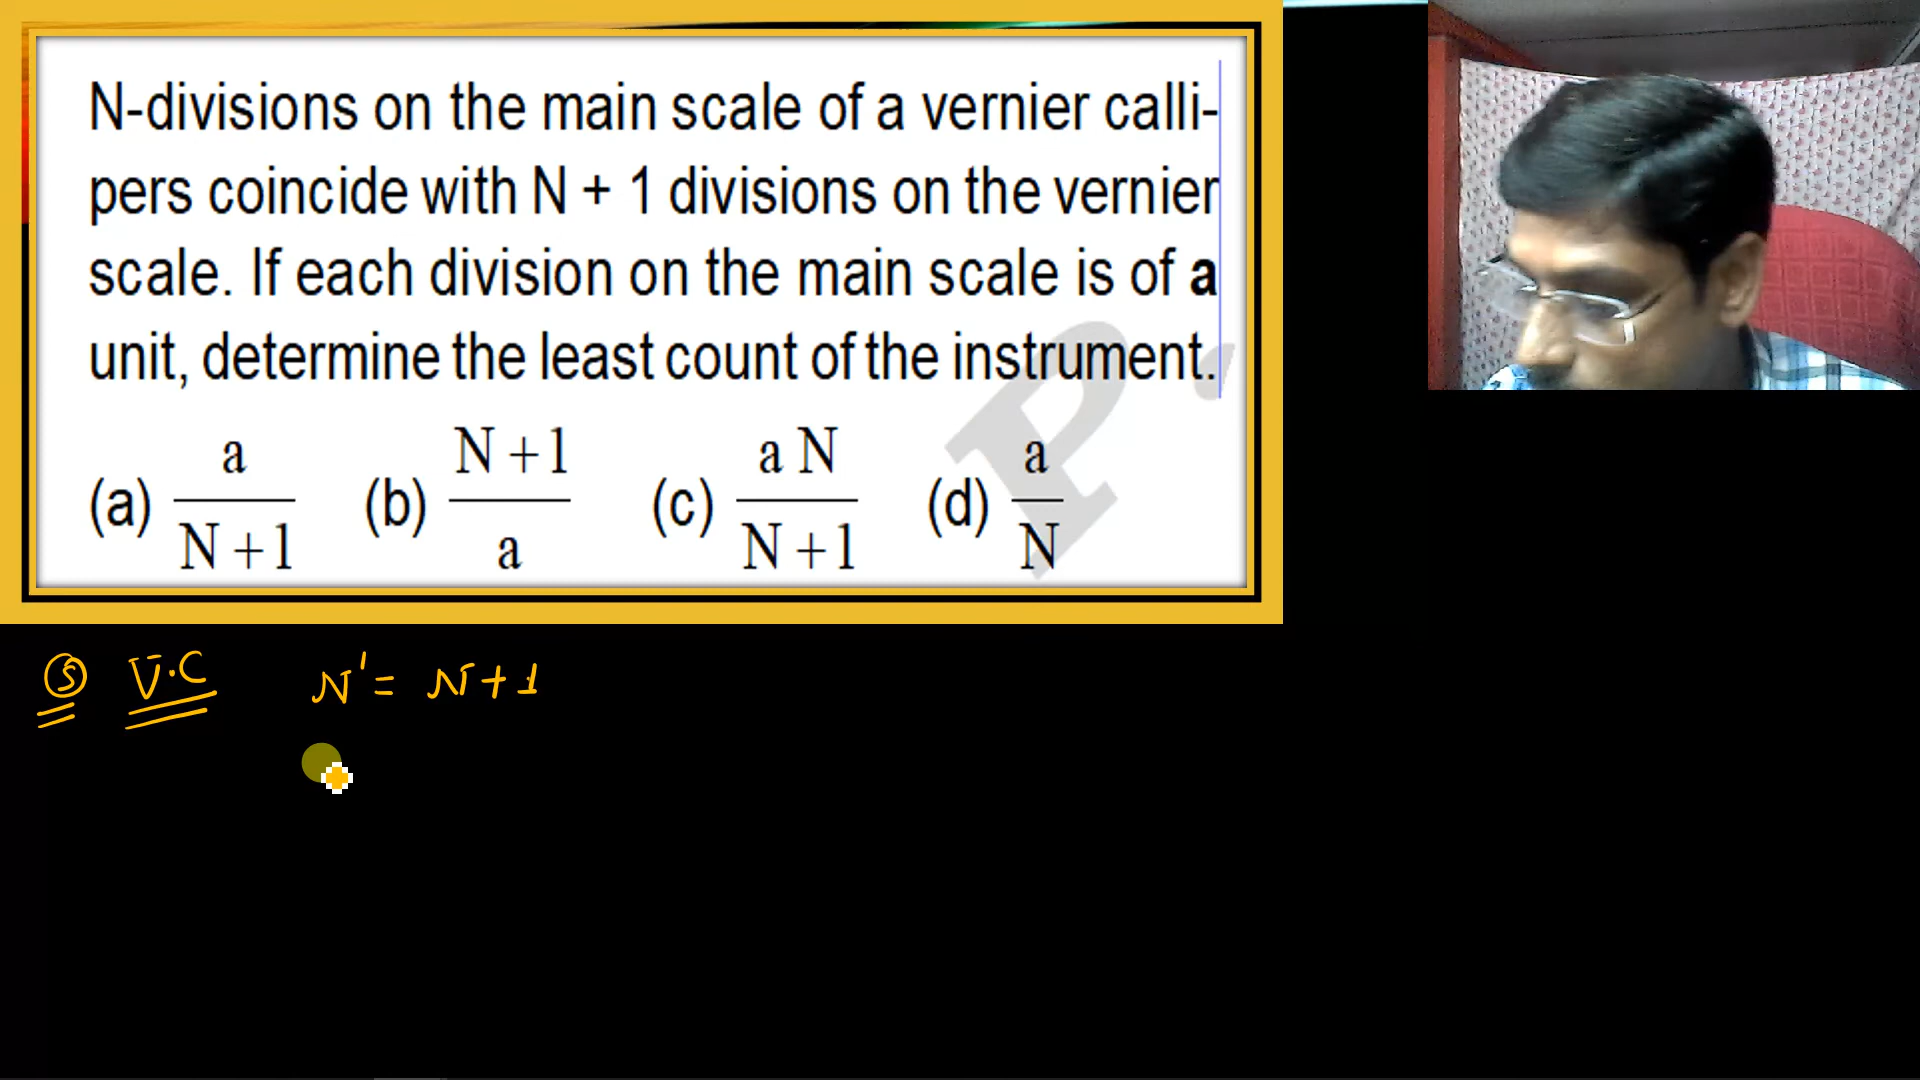 N-divisions on the main scale of a vernier calli-
pers coincide with N + 1 divisions on the vernier
scale. If each division on the main scale is of a
unit, determine the least count of the instrument.
(a) a/(N+1) (b) (N+1)/a (c) (a N)/(N+1) (d) a/N
P.
Ⓢ V.C N' = N+1